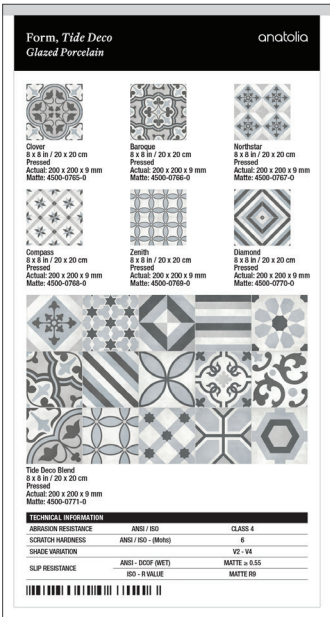 Form, Tide Deco
Glazed Porcelain
anatolia
Clover
8 x 8 in / 20 x 20 cm
Pressed
Actual: 200 x 200 x 9 mm
Matte: 4500-0765-0
Baroque
8 x 8 in / 20 x 20 cm
Pressed
Actual: 200 x 200 x 9 mm
Matte: 4500-0766-0
Northstar
8 x 8 in / 20 x 20 cm
Pressed
Actual: 200 x 200 x 9 mm
Matte: 4500-0767-0
Compass
8 x 8 in / 20 x 20 cm
Pressed
Actual: 200 x 200 x 9 mm
Matte: 4500-0768-0
Zenith
8 x 8 in / 20 x 20 cm
Pressed
Actual: 200 x 200 x 9 mm
Matte: 4500-0769-0
Diamond
8 x 8 in / 20 x 20 cm
Pressed
Actual: 200 x 200 x 9 mm
Matte: 4500-0770-0
Tide Deco Blend
8 x 8 in / 20 x 20 cm
Pressed
Actual: 200 x 200 x 9 mm
Matte: 4500-0771-0
TECHNICAL INFORMATION
ABRASION RESISTANCE ANSI / ISO CLASS 4
SCRATCH HARDNESS ANSI / ISO - (Mohs) 6
SHADE VARIATION V2 - V4
SLIP RESISTANCE ANSI - DCOF (WET) MATTE ≥ 0.55
ISO - R VALUE MATTE R9